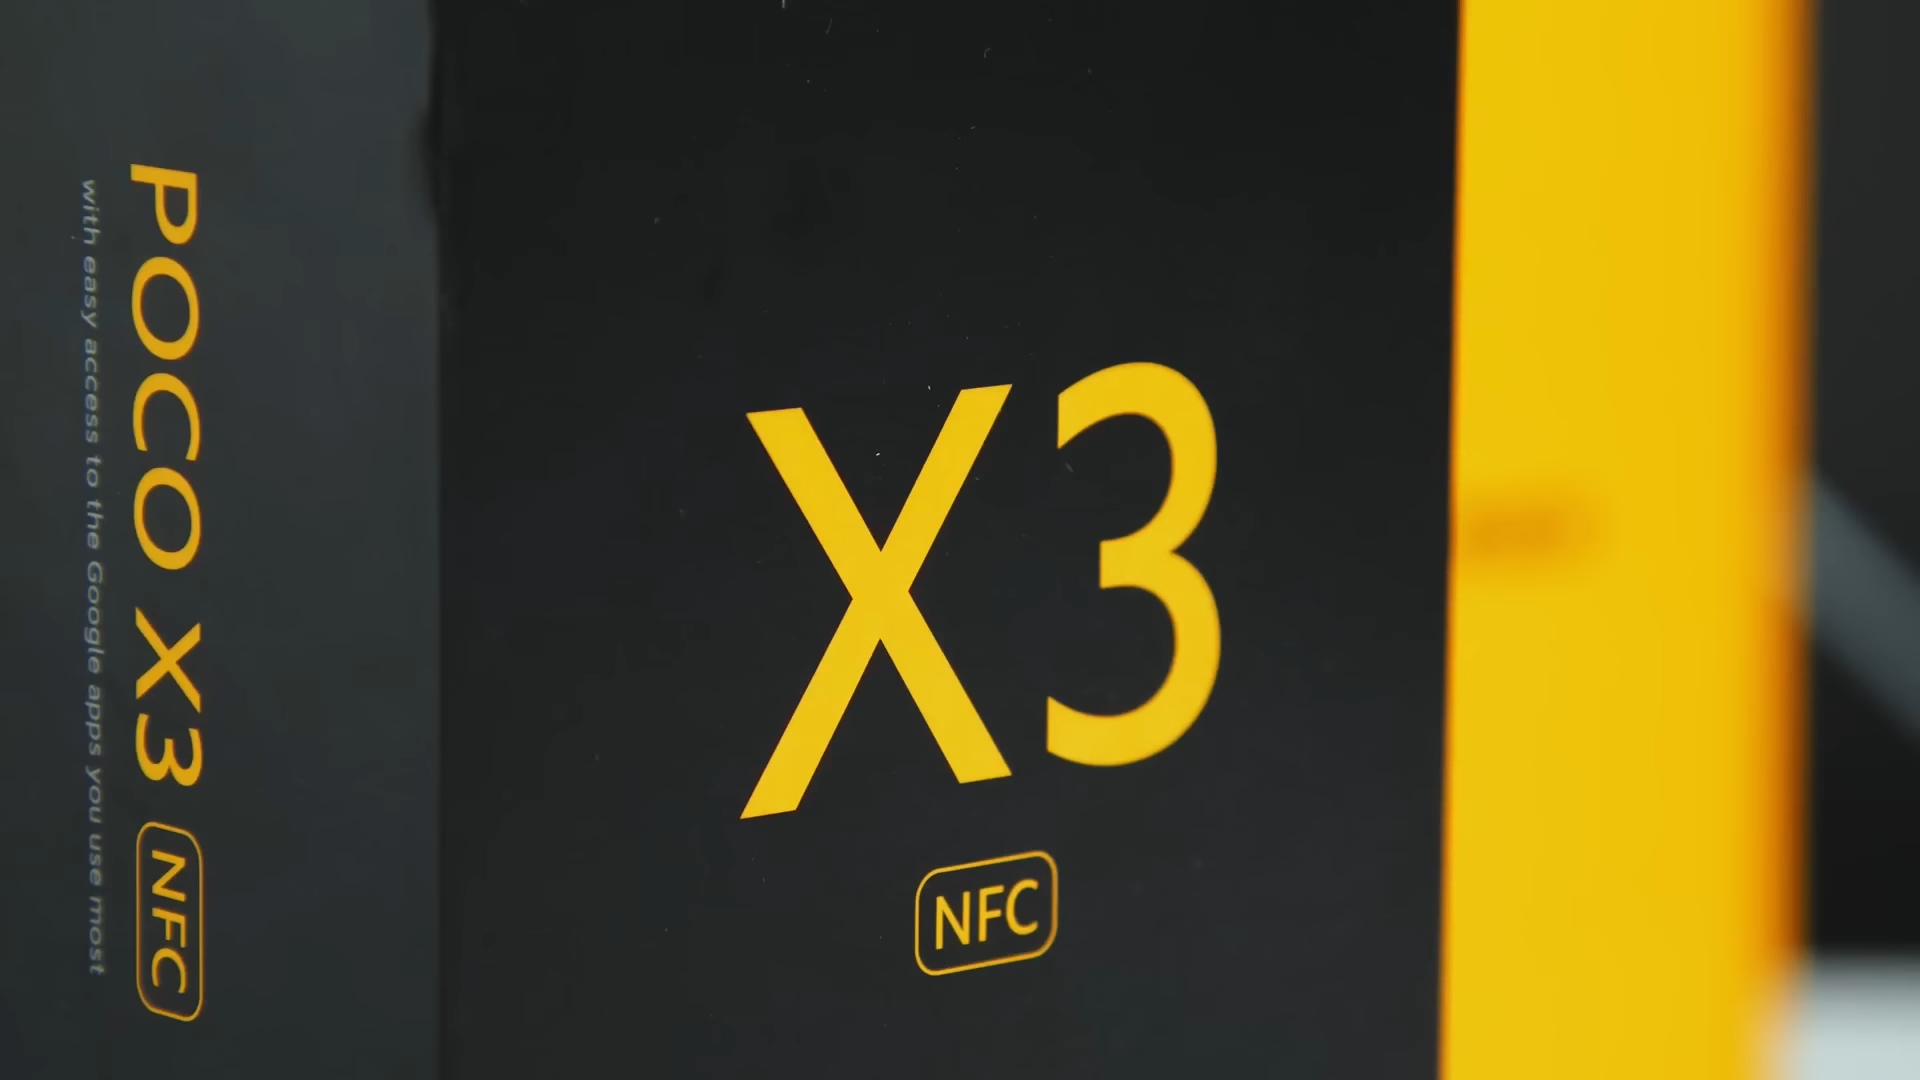 POCO X3 NFC
with easy access to the Google apps you use most
X3
NFC